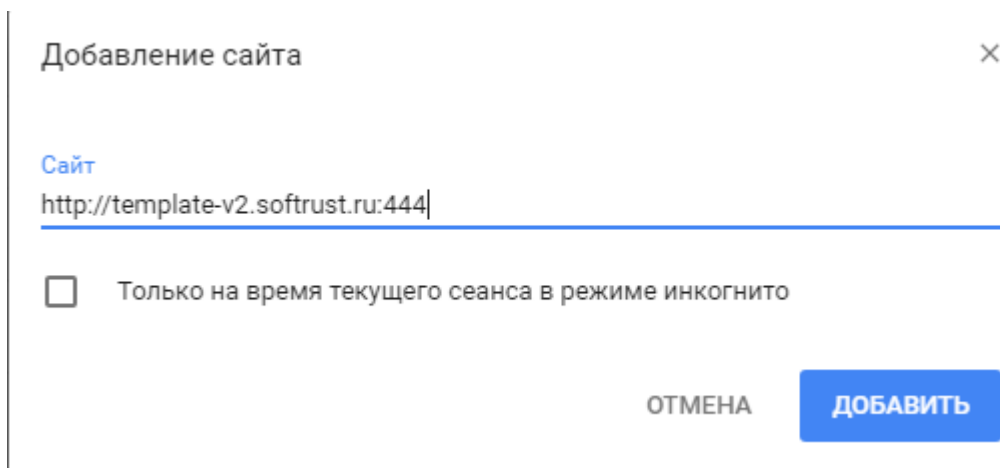 Добавление сайта
Сайт
http://template-v2.softrust.ru:444
Только на время текущего сеанса в режиме инкогнито
ОТМЕНА ДОБАВИТЬ